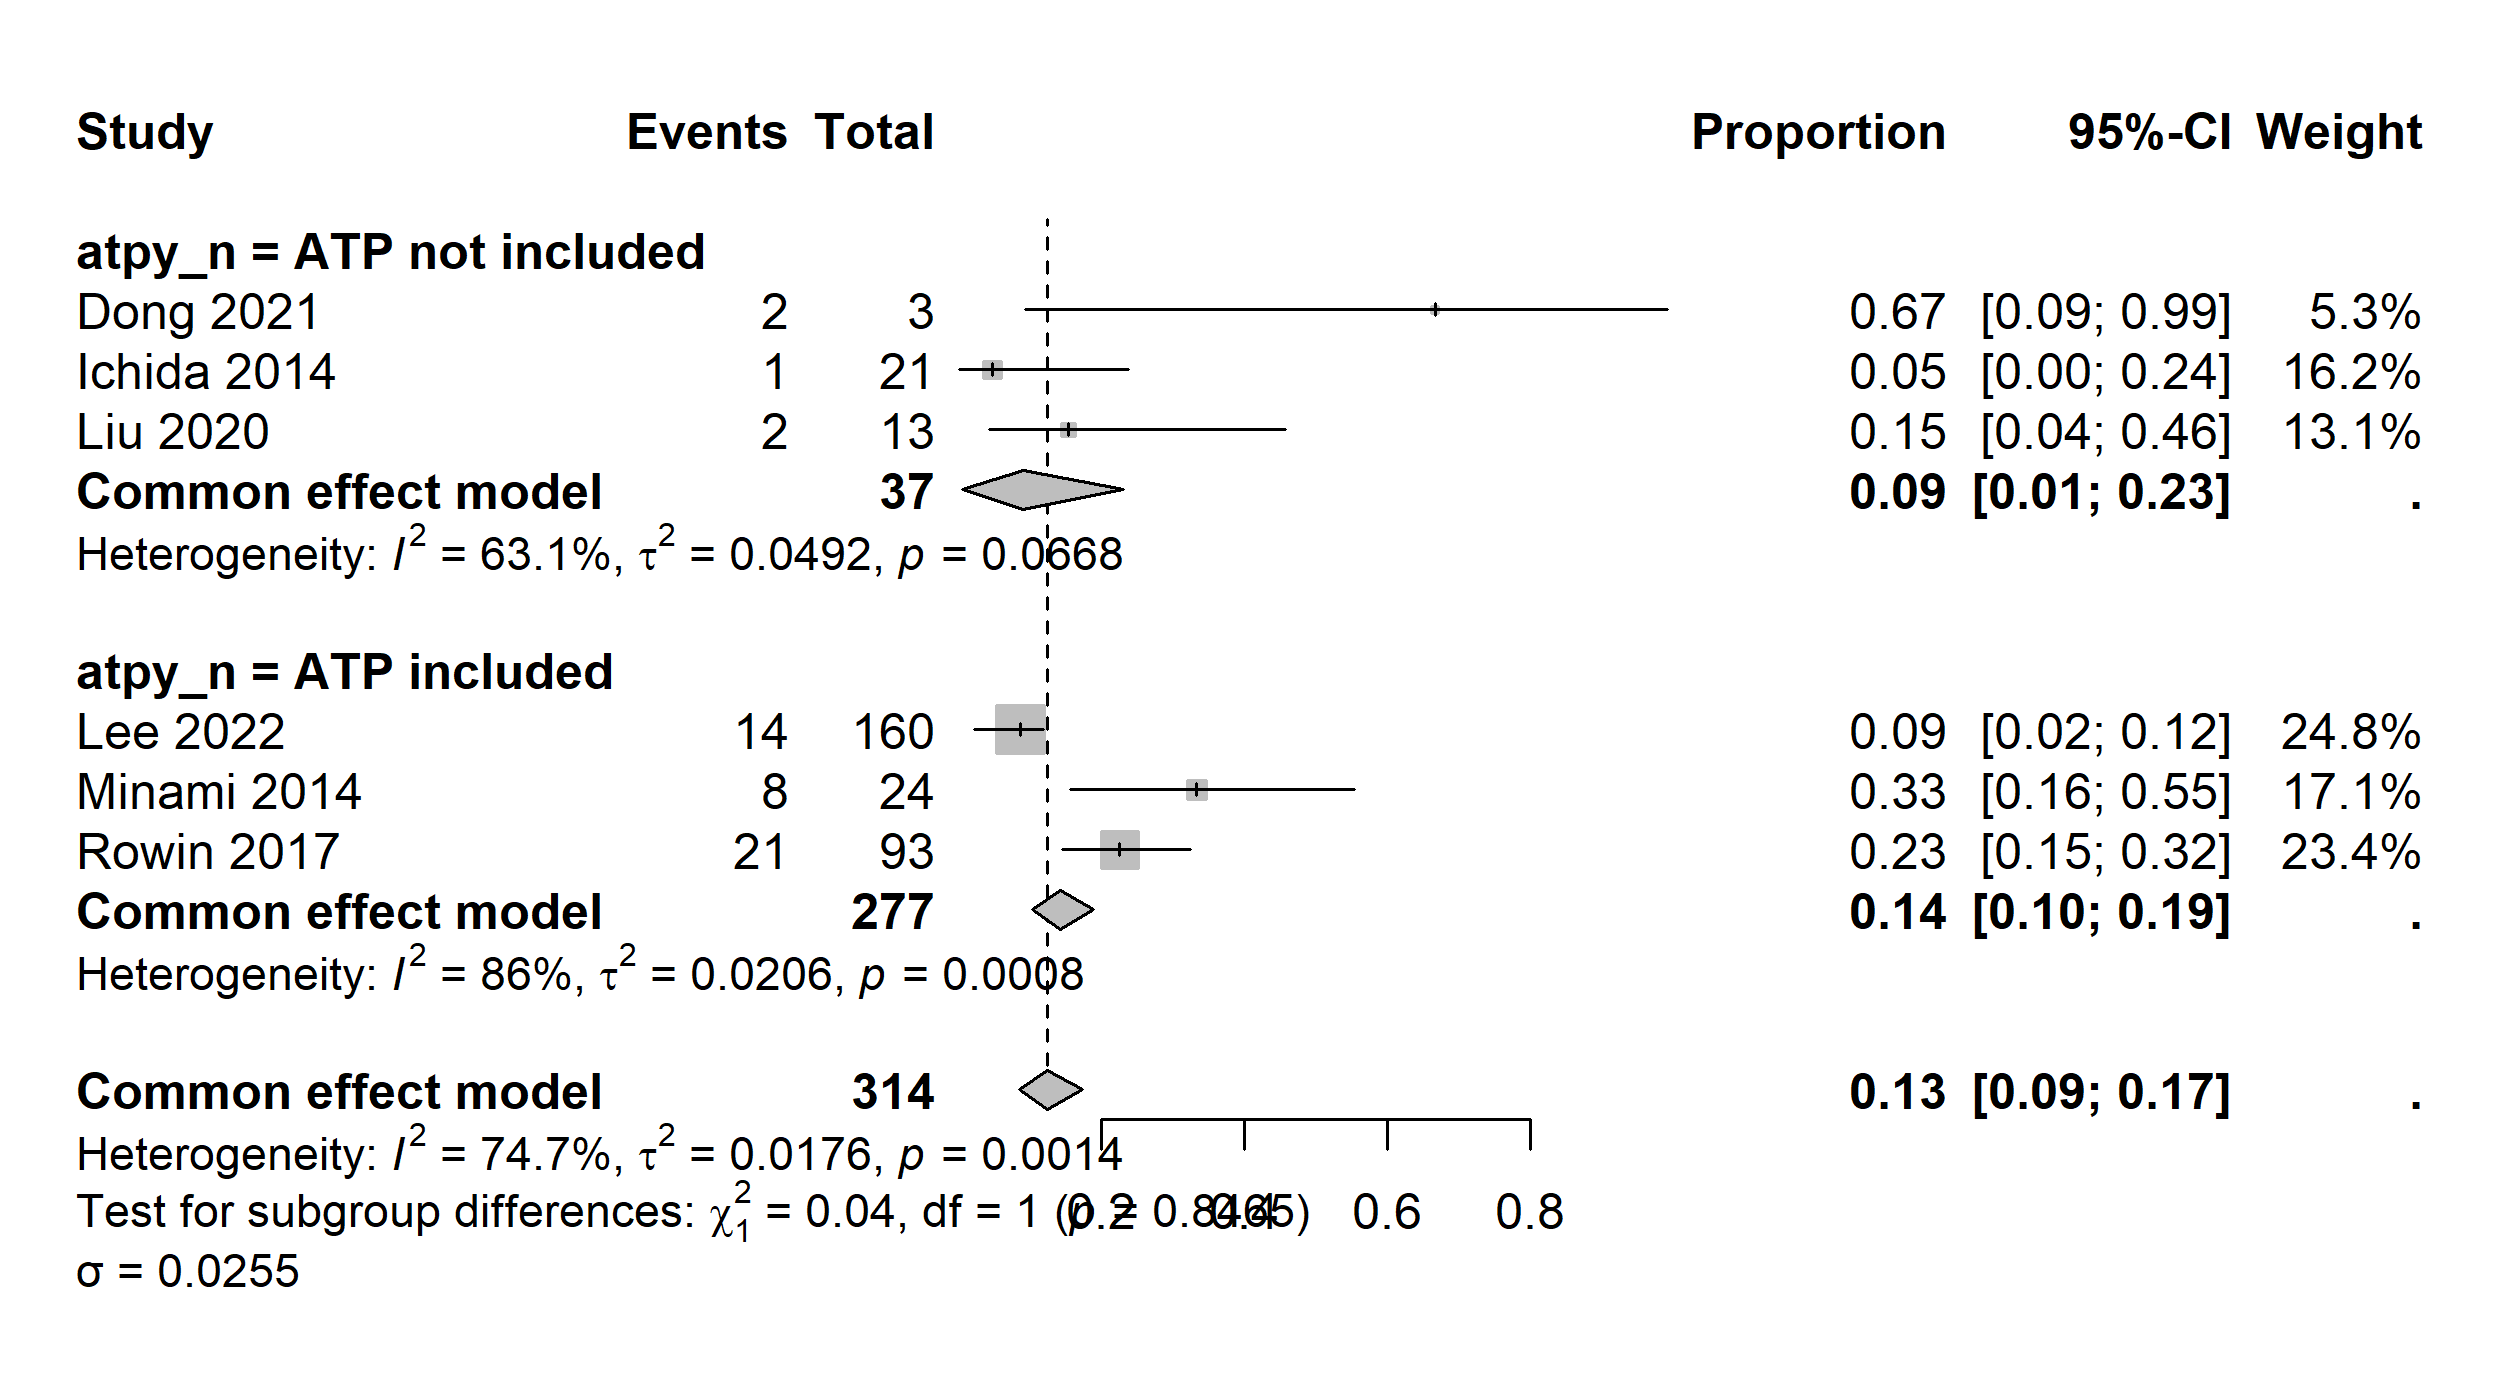 Study Events Total Proportion 95%-CI Weight
atpy_n = ATP not included
Dong 2021 2 3 0.67 [0.09; 0.99] 5.3%
Ichida 2014 1 21 0.05 [0.00; 0.24] 16.2%
Liu 2020 2 13 0.15 [0.04; 0.46] 13.1%
Common effect model 37 0.09 [0.01; 0.23] .
Heterogeneity: I² = 63.1%, τ² = 0.0492, p = 0.0668
atpy_n = ATP included
Lee 2022 14 160 0.09 [0.02; 0.12] 24.8%
Minami 2014 8 24 0.33 [0.16; 0.55] 17.1%
Rowin 2017 21 93 0.23 [0.15; 0.32] 23.4%
Common effect model 277 0.14 [0.10; 0.19] .
Heterogeneity: I² = 86%, τ² = 0.0206, p = 0.0008
Common effect model 314 0.13 [0.09; 0.17] .
Heterogeneity: I² = 74.7%, τ² = 0.0176, p = 0.0014
Test for subgroup differences: χ²₁ = 0.04, df = 1 (p = 0.8465)
0.2 0.4 0.6 0.8
σ = 0.0255